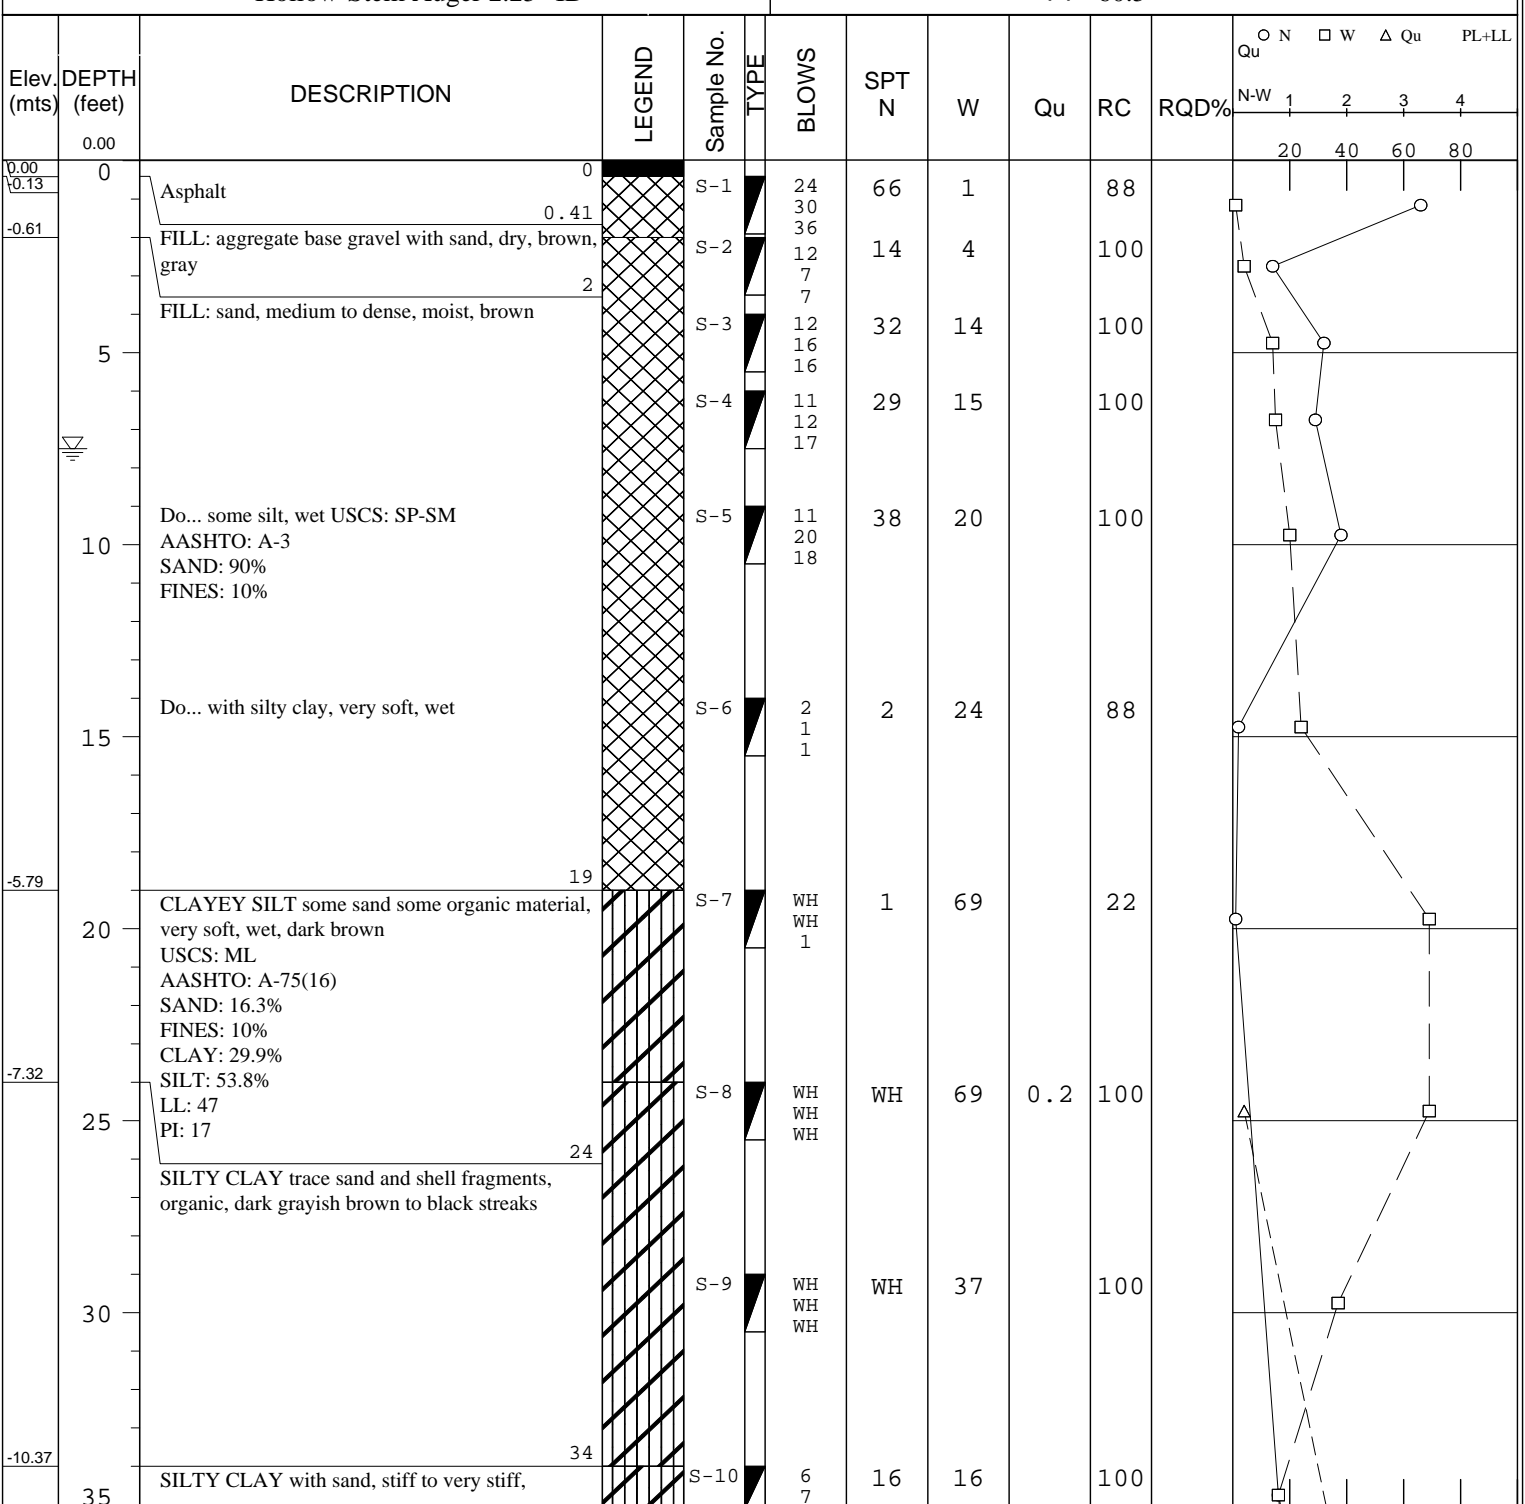 ○ N □ W △ Qu PL+LL
Qu
Elev. (mts)
DEPTH (feet)
0.00
DESCRIPTION
LEGEND
Sample No.
TYPE
BLOWS
SPT N
W
Qu
RC
RQD%
N-W 1 2 3 4
20 40 60 80
0.00 0 0
-0.13
Asphalt S-1 24 66 1 88
30
0.41
36
-0.61
FILL: aggregate base gravel with sand, dry, brown,
S-2 12 14 4 100
gray
7
2
7
FILL: sand, medium to dense, moist, brown
S-3 12 32 14 100
16
5
16
S-4 11 29 15 100
12
17
Do... some silt, wet USCS: SP-SM S-5 11 38 20 100
AASHTO: A-3 20
10
18
SAND: 90%
FINES: 10%
Do... with silty clay, very soft, wet S-6 2 2 24 88
1
15
1
19
-5.79
CLAYEY SILT some sand some organic material, S-7 WH 1 69 22
WH
20 very soft, wet, dark brown
1
USCS: ML
AASHTO: A-75(16)
SAND: 16.3%
FINES: 10%
CLAY: 29.9%
-7.32 SILT: 53.8%
S-8 WH WH 69 0.2 100
LL: 47
WH
25 PI: 17
WH
24
SILTY CLAY trace sand and shell fragments,
organic, dark grayish brown to black streaks
S-9 WH WH 37 100
WH
30
WH
34
-10.37
SILTY CLAY with sand, stiff to very stiff, S-10 6 16 16 100
35 7